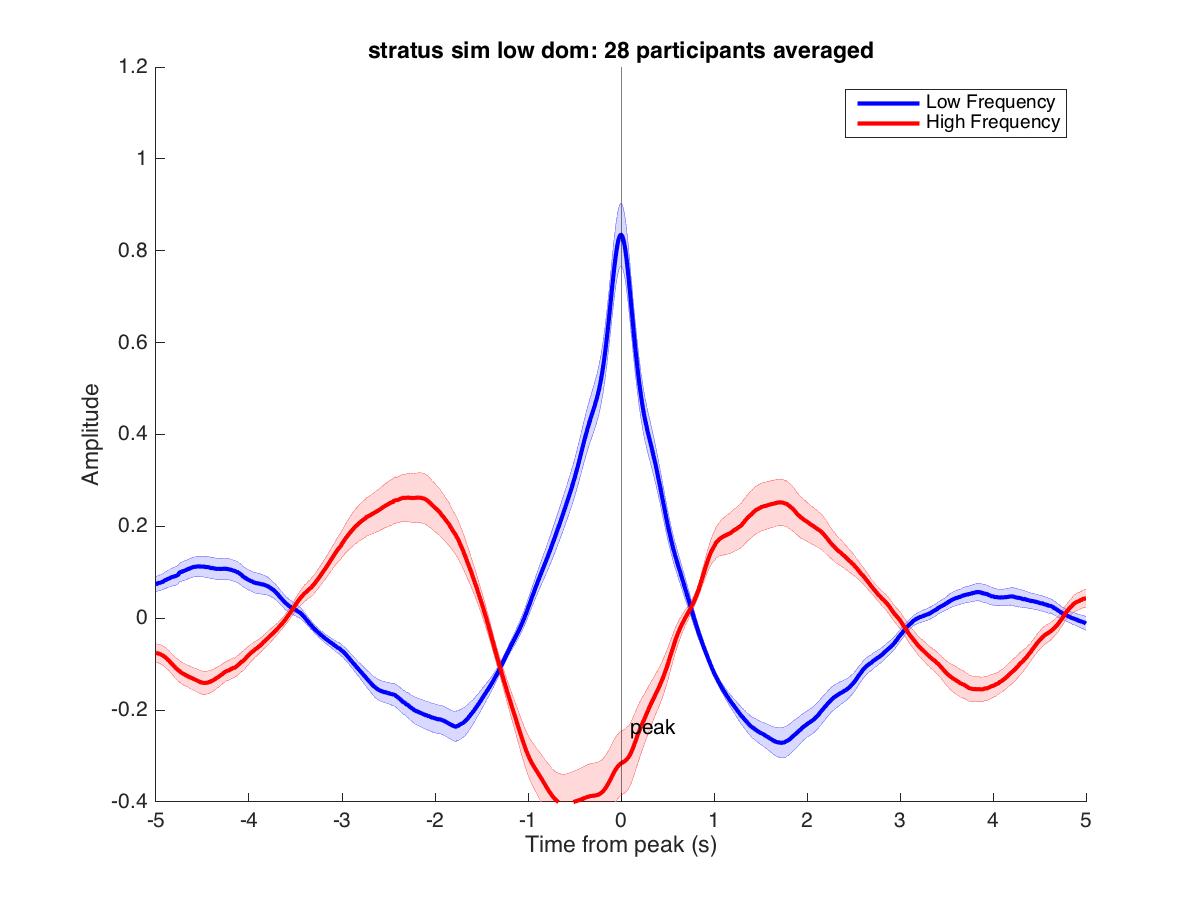 stratus sim low dom: 28 participants averaged
1.2
1
0.8
0.6
0.4
0.2
0
-0.2
-0.4
Amplitude
Low Frequency
High Frequency
peak
-5 -4 -3 -2 -1 0 1 2 3 4 5
Time from peak (s)